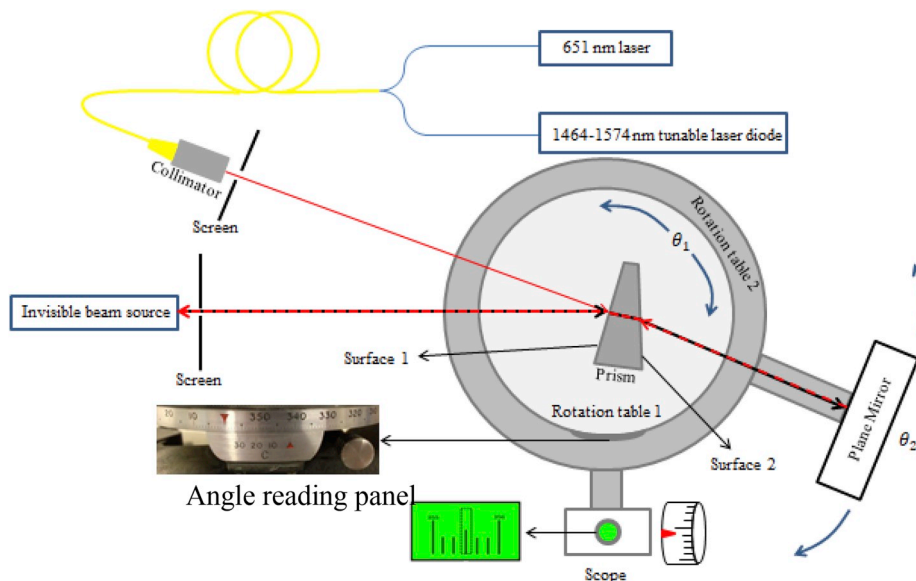 651 nm laser
1464-1574 nm tunable laser diode
Collimator
Screen
Rotation table 2
θ1
Invisible beam source
Surface 1
Prism
Screen
Rotation table 1
Surface 2
Plane Mirror
θ2
20 10 350 340 330 320
30 20 10
C
Angle reading panel
Scope